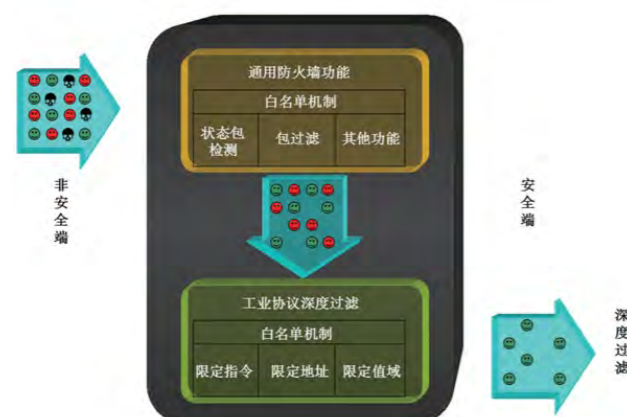 通用防火墙功能
白名单机制
状态包
检测
包过滤
其他功能
非安全端
安全端
工业协议深度过滤
白名单机制
限定指令
限定地址
限定值域
深度过滤